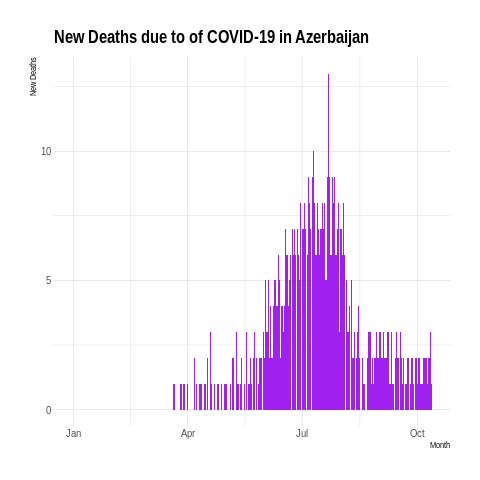 New Deaths due to of COVID-19 in Azerbaijan
New Deaths
10
5
0
Jan Apr Jul Oct
Month